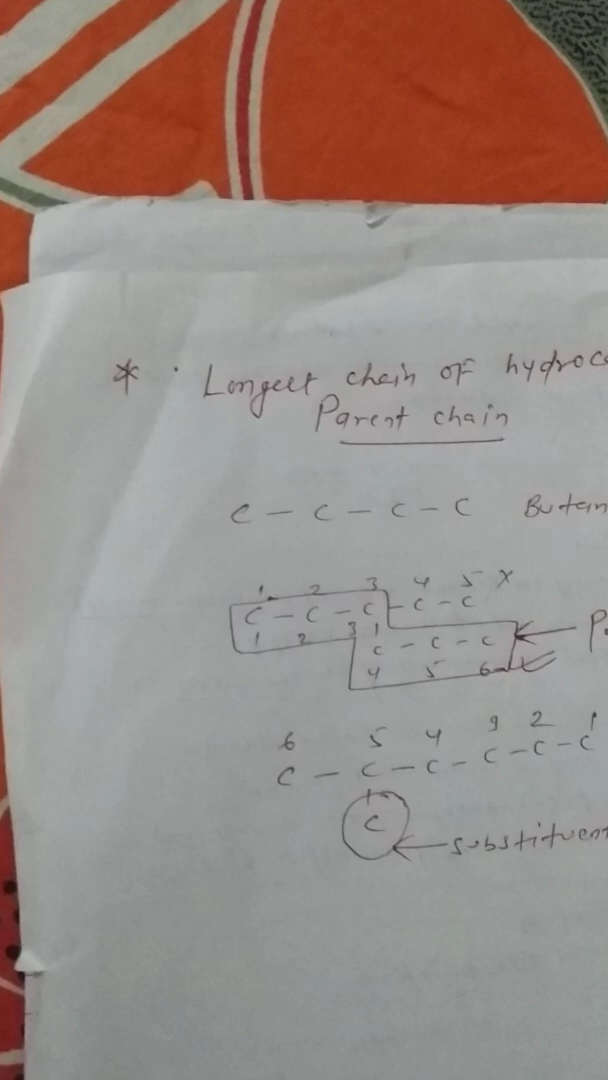 * . Longest chain of hydroc
Parent chain
C - C - C - C Butan
1 2 3 4 5 X
C - C - C - C - C
1 2 3
C - C - C P
4 5 6
6 5 4 3 2 1
C - C - C - C - C - C
C substituen